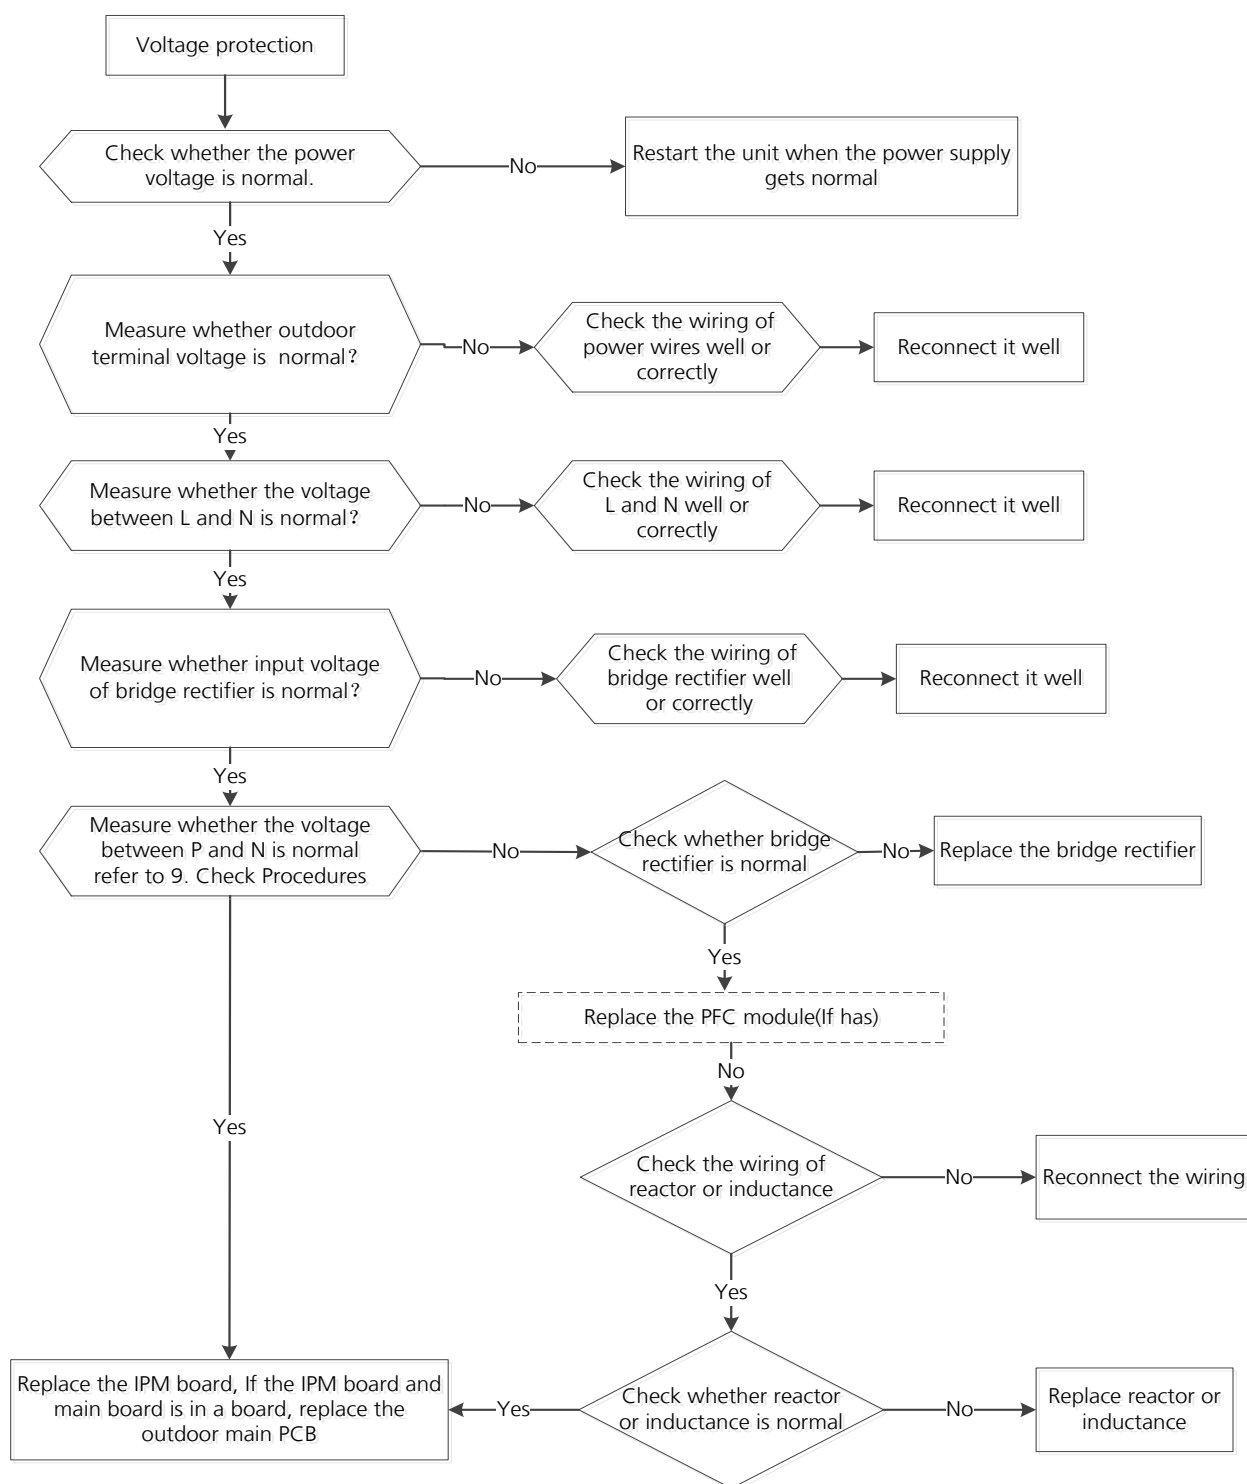 Voltage protection
Check whether the power
voltage is normal.
No
Restart the unit when the power supply
gets normal
Yes
Measure whether outdoor
terminal voltage is  normal？
No
Check the wiring of
power wires well or
correctly
Reconnect it well
Yes
Measure whether the voltage
between L and N is normal？
No
Check the wiring of
L and N well or
correctly
Reconnect it well
Yes
Measure whether input voltage
of bridge rectifier is normal？
No
Check the wiring of
bridge rectifier well
or correctly
Reconnect it well
Yes
Measure whether the voltage
between P and N is normal
refer to 9. Check Procedures
No
Check whether bridge
rectifier is normal
No
Replace the bridge rectifier
Yes
Replace the PFC module(If has)
No
Yes
Check the wiring of
reactor or inductance
No
Reconnect the wiring
Yes
Replace the IPM board, If the IPM board and
main board is in a board, replace the
outdoor main PCB
Yes
Check whether reactor
or inductance is normal
No
Replace reactor or
inductance